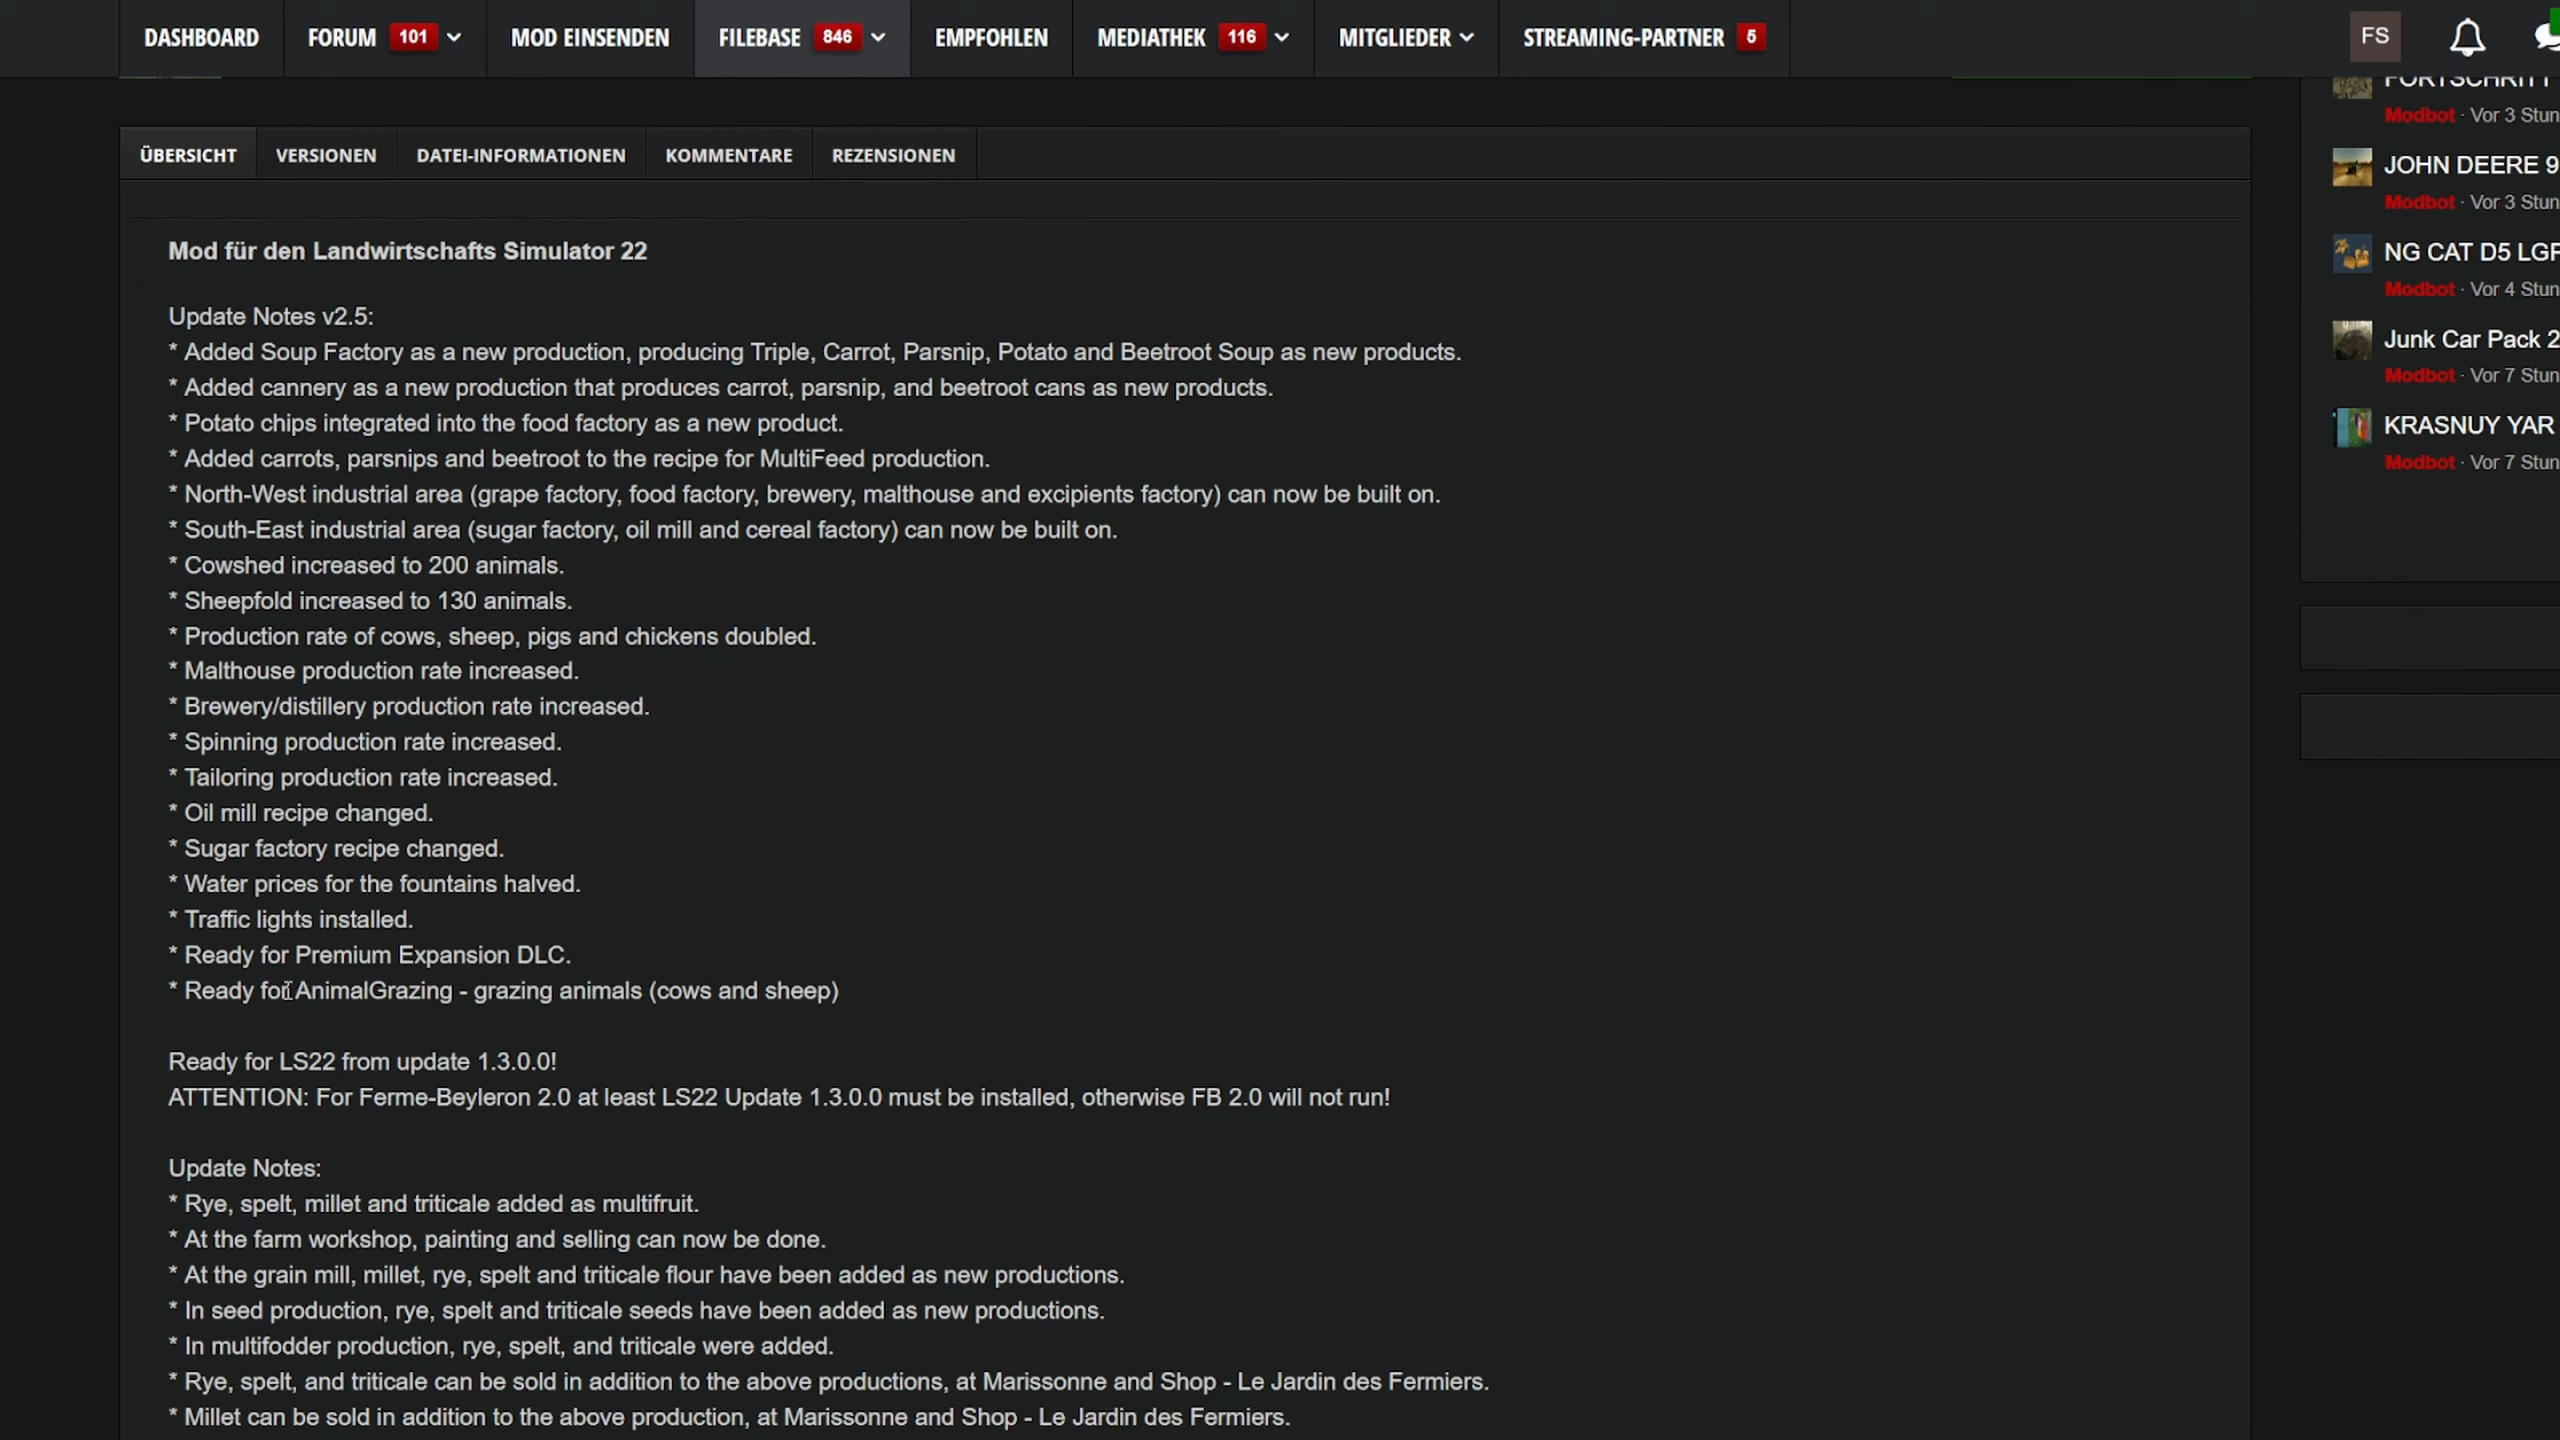 DASHBOARD FORUM 101 MOD EINSENDEN FILEBASE 846 EMPFOHLEN MEDIATHEK 116 MITGLIEDER STREAMING-PARTNER 5 FS
ÜBERSICHT VERSIONEN DATEI-INFORMATIONEN KOMMENTARE REZENSIONEN
Mod für den Landwirtschafts Simulator 22
Update Notes v2.5:
* Added Soup Factory as a new production, producing Triple, Carrot, Parsnip, Potato and Beetroot Soup as new products.
* Added cannery as a new production that produces carrot, parsnip, and beetroot cans as new products.
* Potato chips integrated into the food factory as a new product.
* Added carrots, parsnips and beetroot to the recipe for MultiFeed production.
* North-West industrial area (grape factory, food factory, brewery, malthouse and excipients factory) can now be built on.
* South-East industrial area (sugar factory, oil mill and cereal factory) can now be built on.
* Cowshed increased to 200 animals.
* Sheepfold increased to 130 animals.
* Production rate of cows, sheep, pigs and chickens doubled.
* Malthouse production rate increased.
* Brewery/distillery production rate increased.
* Spinning production rate increased.
* Tailoring production rate increased.
* Oil mill recipe changed.
* Sugar factory recipe changed.
* Water prices for the fountains halved.
* Traffic lights installed.
* Ready for Premium Expansion DLC.
* Ready for AnimalGrazing - grazing animals (cows and sheep)
Ready for LS22 from update 1.3.0.0!
ATTENTION: For Ferme-Beyleron 2.0 at least LS22 Update 1.3.0.0 must be installed, otherwise FB 2.0 will not run!
Update Notes:
* Rye, spelt, millet and triticale added as multifruit.
* At the farm workshop, painting and selling can now be done.
* At the grain mill, millet, rye, spelt and triticale flour have been added as new productions.
* In seed production, rye, spelt and triticale seeds have been added as new productions.
* In multifodder production, rye, spelt, and triticale were added.
* Rye, spelt, and triticale can be sold in addition to the above productions, at Marissonne and Shop - Le Jardin des Fermiers.
* Millet can be sold in addition to the above production, at Marissonne and Shop - Le Jardin des Fermiers.
FORTSCHRITT
Modbot · Vor 3 Stun
JOHN DEERE 9
Modbot · Vor 3 Stun
NG CAT D5 LGP
Modbot · Vor 4 Stun
Junk Car Pack 2
Modbot · Vor 7 Stun
KRASNUY YAR
Modbot · Vor 7 Stun